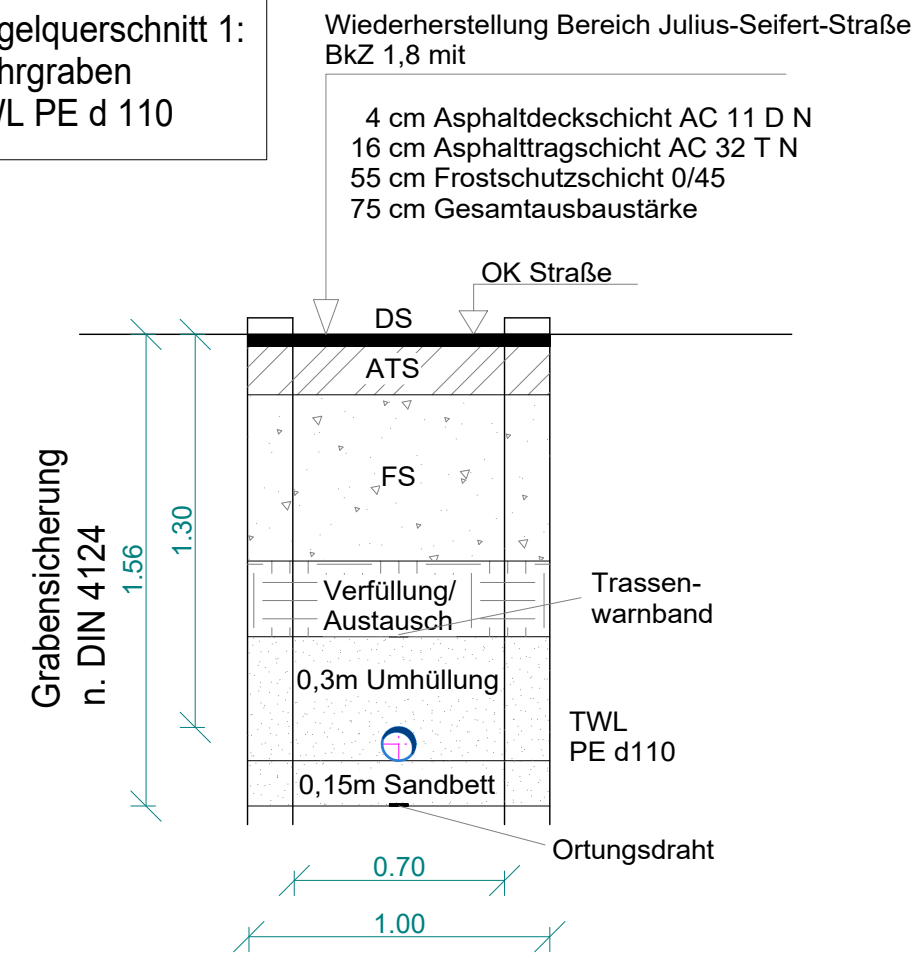 gelquerschnitt 1:
hrgraben
L PE d 110
Wiederherstellung Bereich Julius-Seifert-Straße
BkZ 1,8 mit
4 cm Asphaltdeckschicht AC 11 D N
16 cm Asphalttragschicht AC 32 T N
55 cm Frostschutzschicht 0/45
75 cm Gesamtausbaustärke
OK Straße
DS
ATS
FS
Grabensicherung
n. DIN 4124
1.56
1.30
Verfüllung/
Austausch
Trassen-
warnband
0,3m Umhüllung
TWL
PE d110
0,15m Sandbett
Ortungsdraht
0.70
1.00